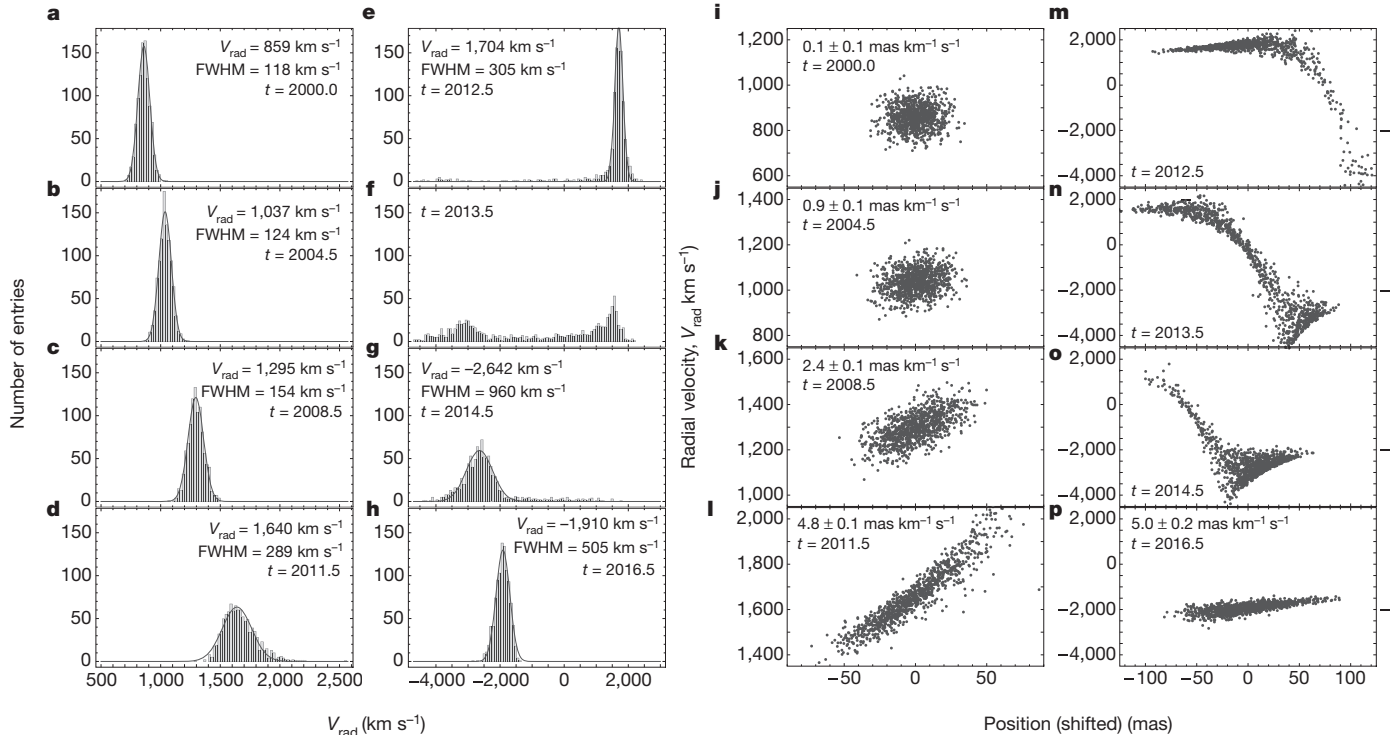 a
V_rad = 859 km s⁻¹
FWHM = 118 km s⁻¹
t = 2000.0
150
100
50
0
b
V_rad = 1,037 km s⁻¹
FWHM = 124 km s⁻¹
t = 2004.5
150
100
50
0
c
V_rad = 1,295 km s⁻¹
FWHM = 154 km s⁻¹
t = 2008.5
150
100
50
0
d
V_rad = 1,640 km s⁻¹
FWHM = 289 km s⁻¹
t = 2011.5
150
100
50
0
500 1,000 1,500 2,000 2,500
Number of entries
e
V_rad = 1,704 km s⁻¹
FWHM = 305 km s⁻¹
t = 2012.5
150
100
50
0
f
t = 2013.5
150
100
50
0
g
V_rad = −2,642 km s⁻¹
FWHM = 960 km s⁻¹
t = 2014.5
150
100
50
0
h
V_rad = −1,910 km s⁻¹
FWHM = 505 km s⁻¹
t = 2016.5
150
100
50
0
−4,000 −2,000 0 2,000
V_rad (km s⁻¹)
i
0.1 ± 0.1 mas km⁻¹ s⁻¹
t = 2000.0
1,200
1,000
800
600
j
0.9 ± 0.1 mas km⁻¹ s⁻¹
t = 2004.5
1,400
1,200
1,000
800
k
2.4 ± 0.1 mas km⁻¹ s⁻¹
t = 2008.5
1,600
1,400
1,200
1,000
l
4.8 ± 0.1 mas km⁻¹ s⁻¹
t = 2011.5
2,000
1,800
1,600
1,400
−50 0 50
Radial velocity, V_rad km s⁻¹)
m
2,000
0
−2,000
−4,000
t = 2012.5
n
2,000
0
−2,000
−4,000
t = 2013.5
o
2,000
0
−2,000
−4,000
t = 2014.5
p
5.0 ± 0.2 mas km⁻¹ s⁻¹
t = 2016.5
2,000
0
−2,000
−4,000
−100 −50 0 50 100
Position (shifted) (mas)